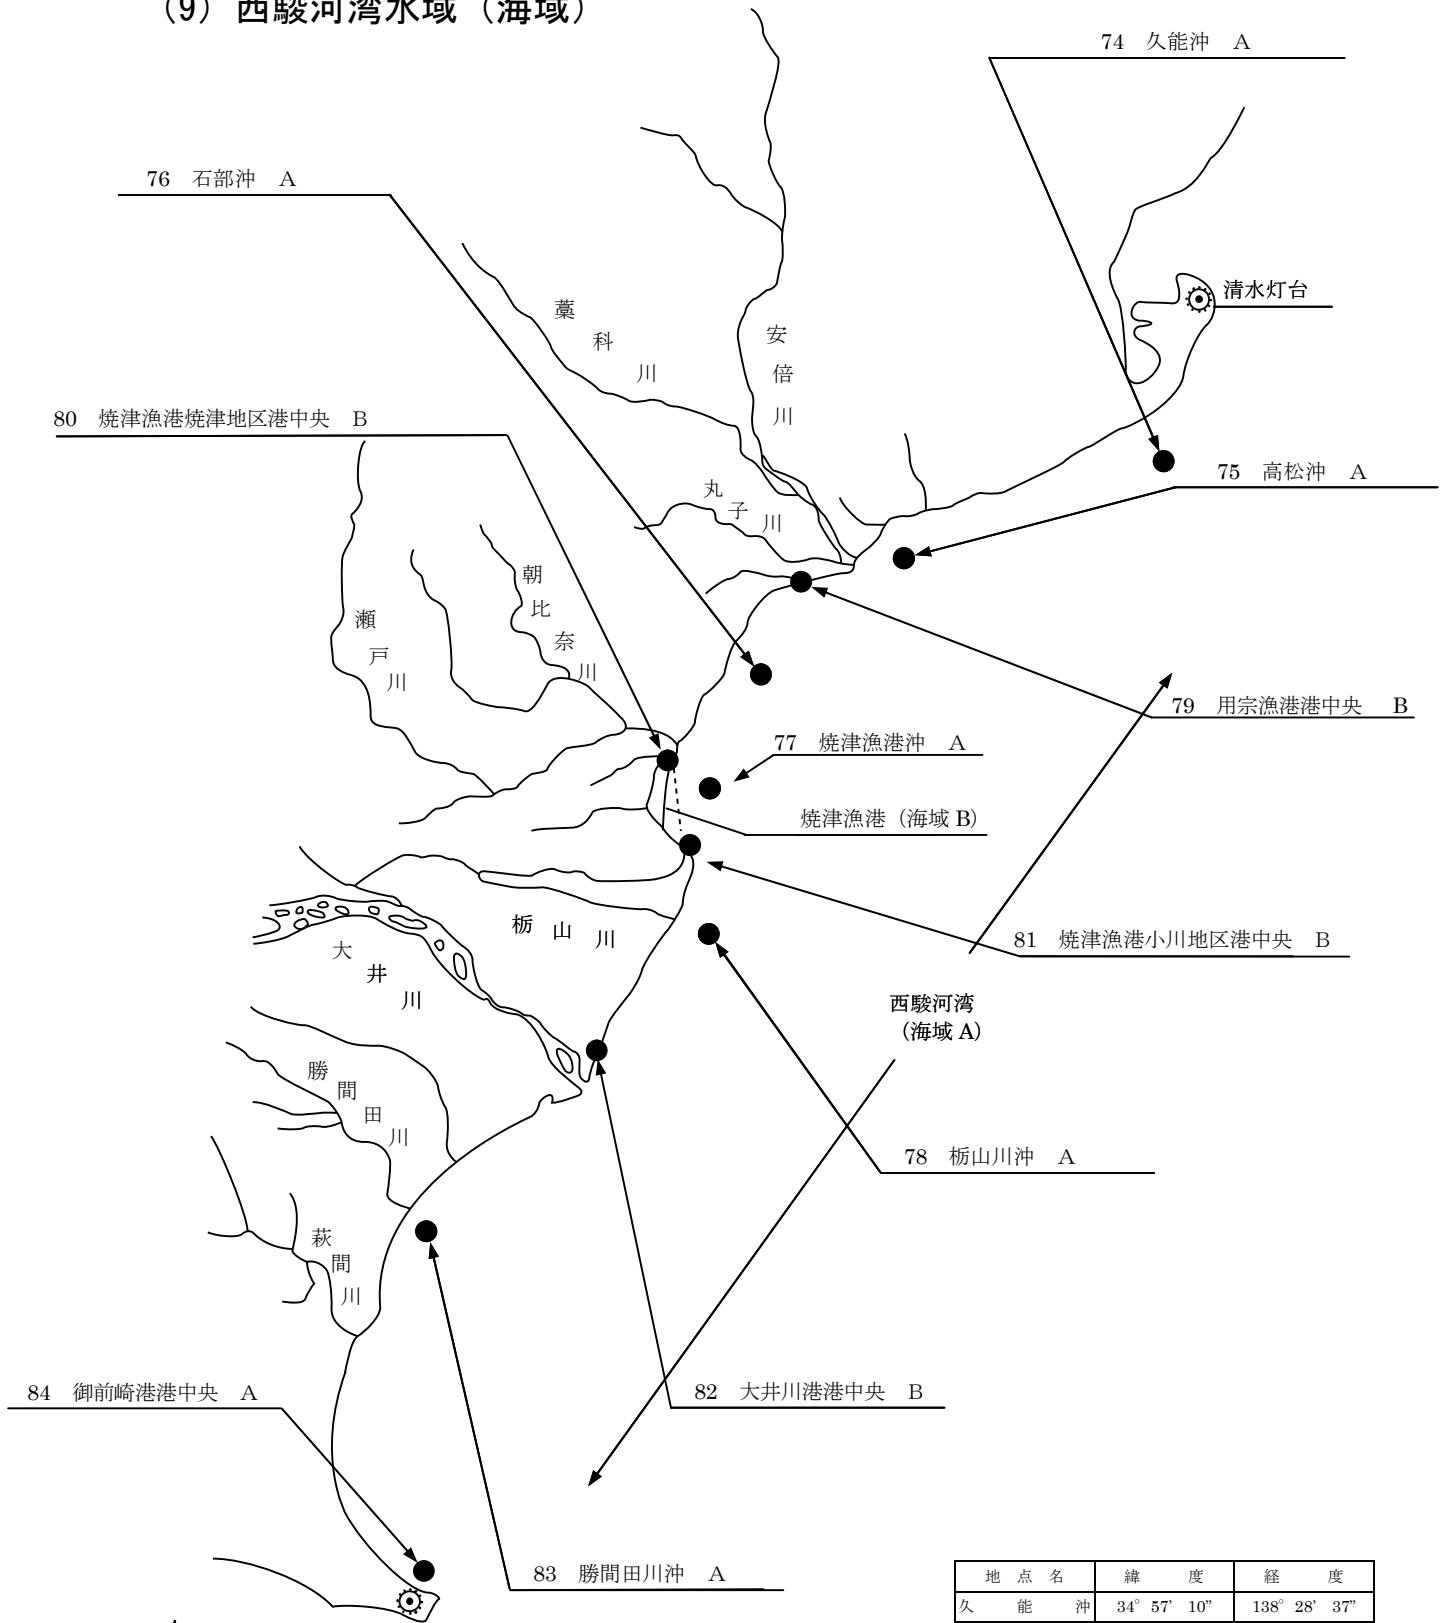 (9) 西駿河湾水域（海域）
74 久能沖 A
76 石部沖 A
清水灯台
藁科川
安倍川
80 焼津漁港焼津地区港中央 B
75 高松沖 A
丸子川
朝比奈川
瀬戸川
79 用宗漁港港中央 B
77 焼津漁港沖 A
焼津漁港（海域 B）
栃山川
81 焼津漁港小川地区港中央 B
大井川
西駿河湾
（海域 A）
勝間田川
78 栃山川沖 A
萩間川
84 御前崎港港中央 A
82 大井川港港中央 B
83 勝間田川沖 A
地点名 緯度 経度
久能沖 34° 57’ 10” 138° 28’ 37”